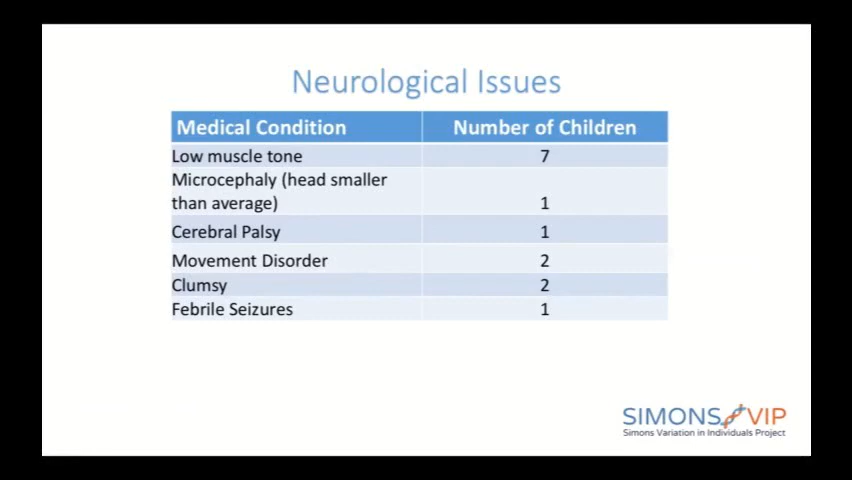 Neurological Issues
Medical Condition Number of Children
Low muscle tone 7
Microcephaly (head smaller
than average) 1
Cerebral Palsy 1
Movement Disorder 2
Clumsy 2
Febrile Seizures 1
SIMONS VIP
Simons Variation in Individuals Project